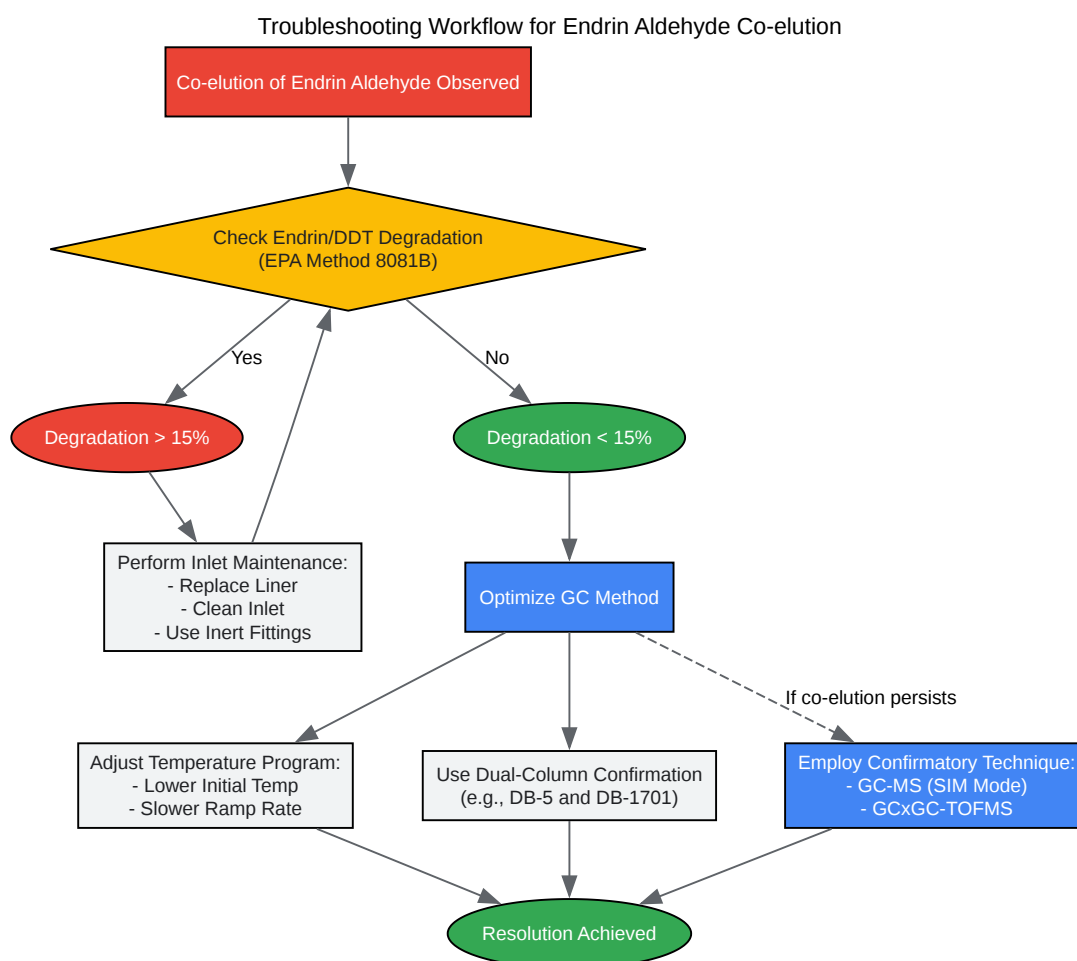 Troubleshooting Workflow for Endrin Aldehyde Co-elution
Co-elution of Endrin Aldehyde Observed
Check Endrin/DDT Degradation
(EPA Method 8081B)
Yes
No
Degradation > 15%
Degradation < 15%
Perform Inlet Maintenance:
- Replace Liner
- Clean Inlet
- Use Inert Fittings
Optimize GC Method
If co-elution persists
Adjust Temperature Program:
- Lower Initial Temp
- Slower Ramp Rate
Use Dual-Column Confirmation
(e.g., DB-5 and DB-1701)
Employ Confirmatory Technique:
- GC-MS (SIM Mode)
- GCxGC-TOFMS
Resolution Achieved